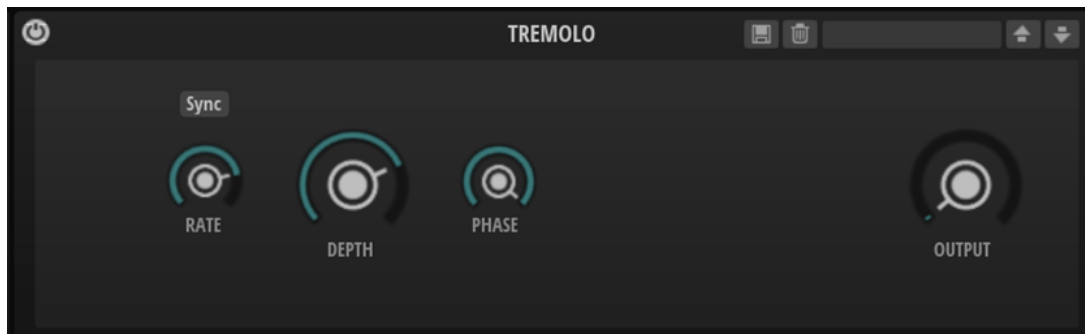 TREMOLO
Sync
RATE
DEPTH
PHASE
OUTPUT